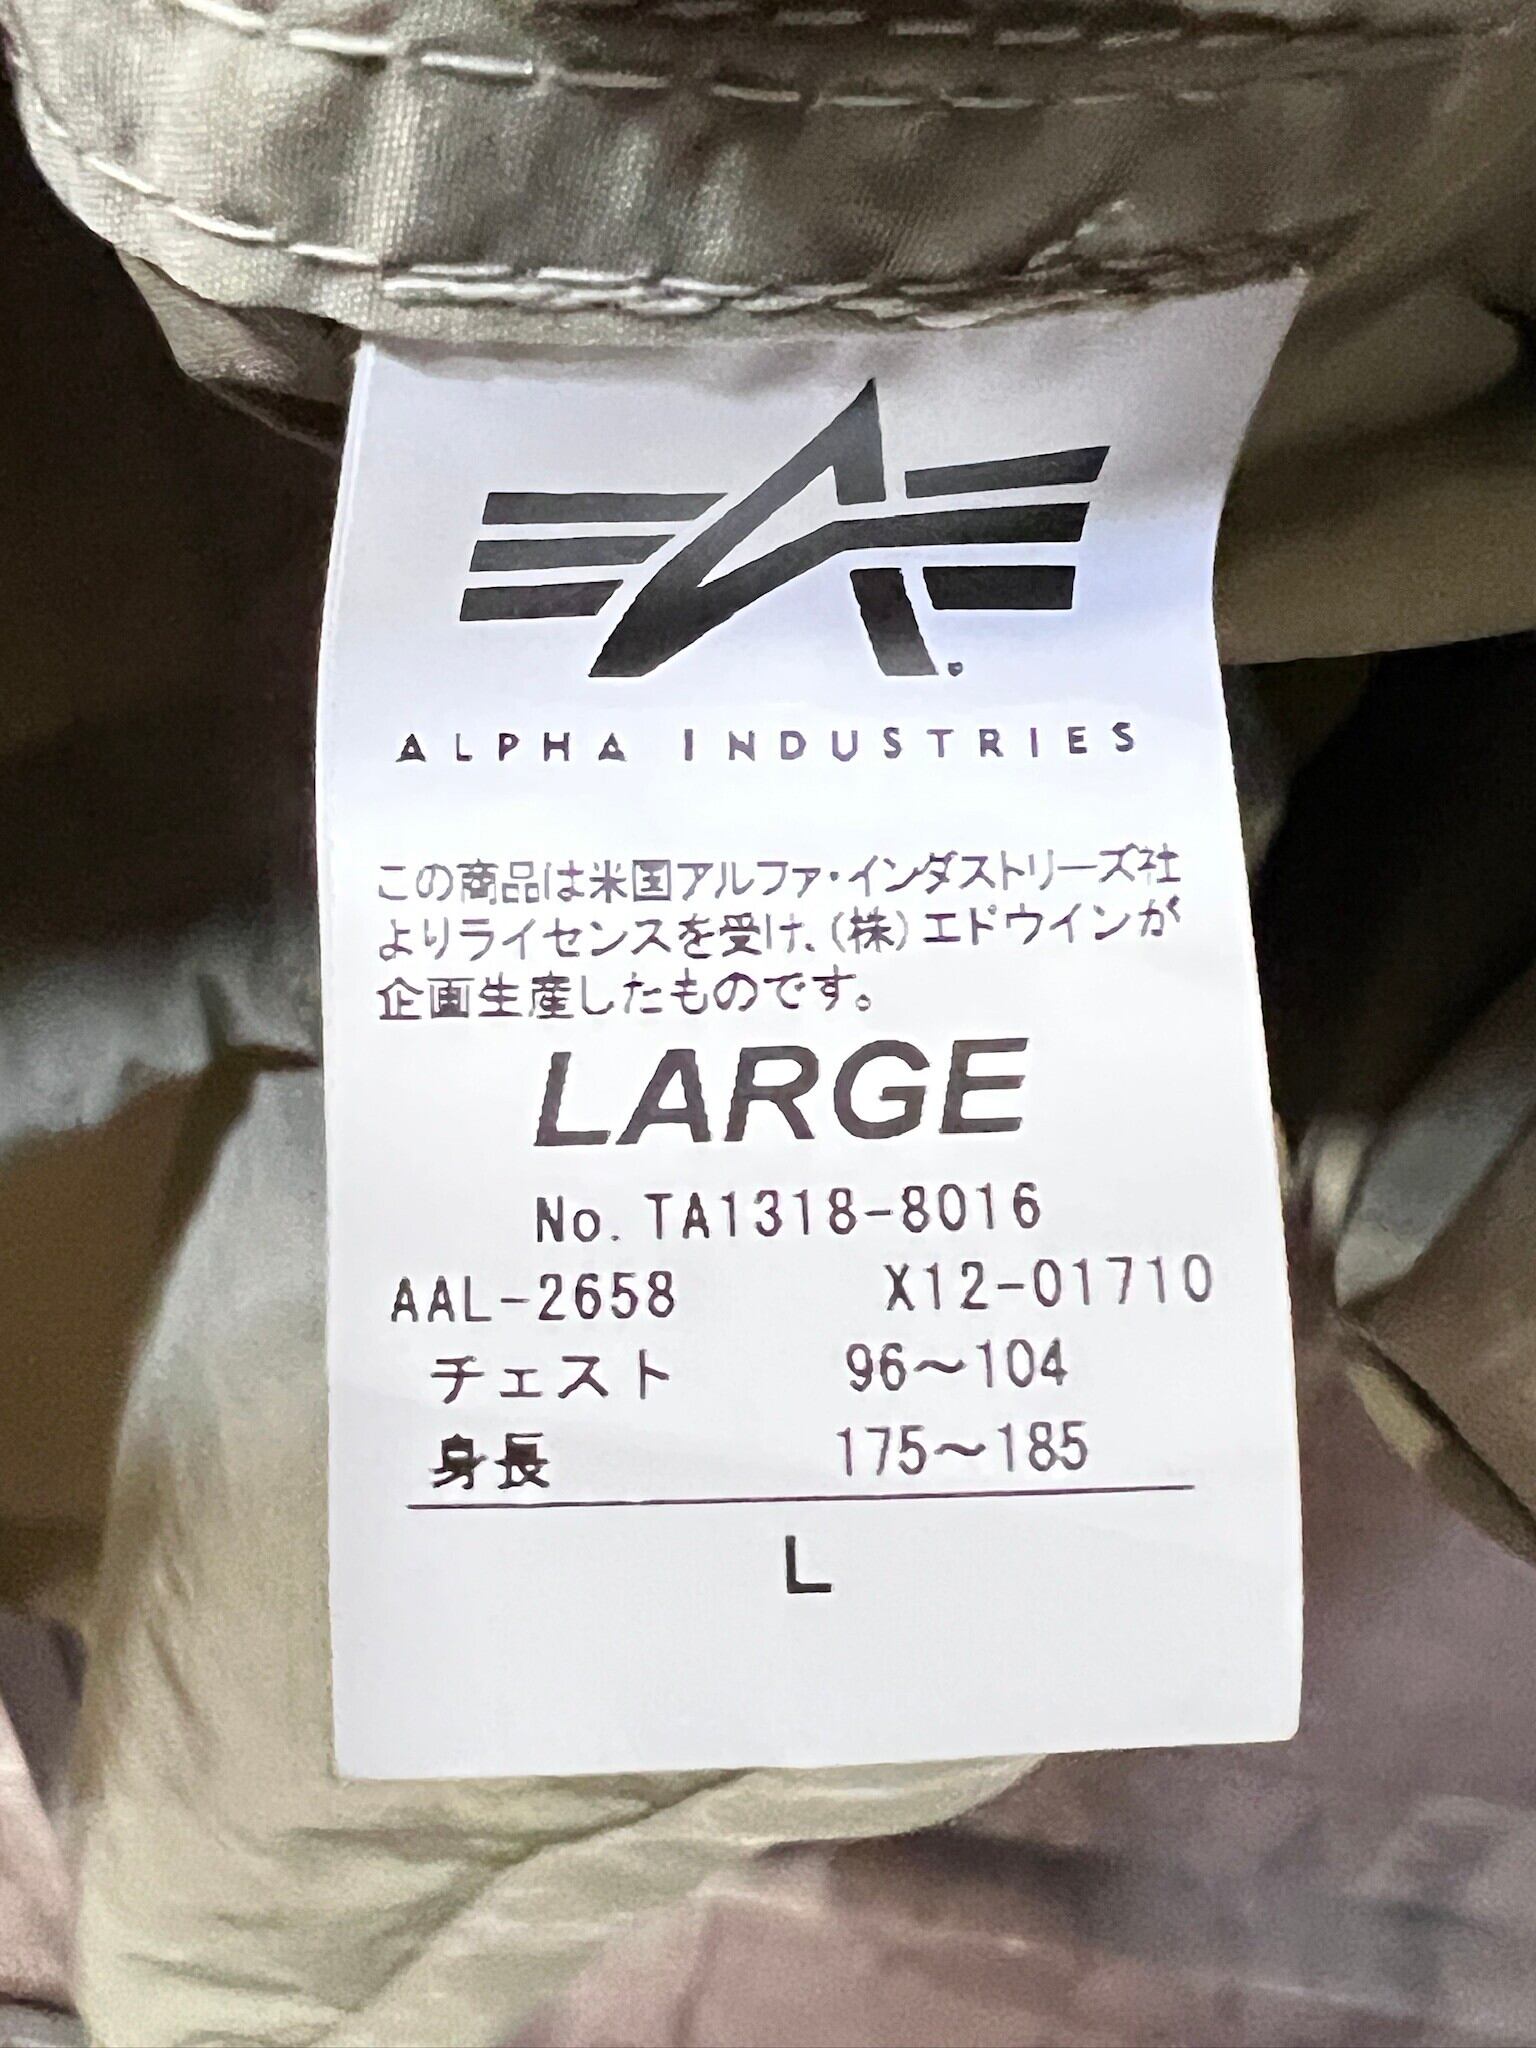 ALPHA INDUSTRIES
この商品は米国アルファ・インダストリーズ社
よりライセンスを受け、(株)エドウインが
企画生産したものです。
LARGE
No. TA1318-8016
AAL-2658 X12-01710
チェスト 96～104
身長 175～185
L